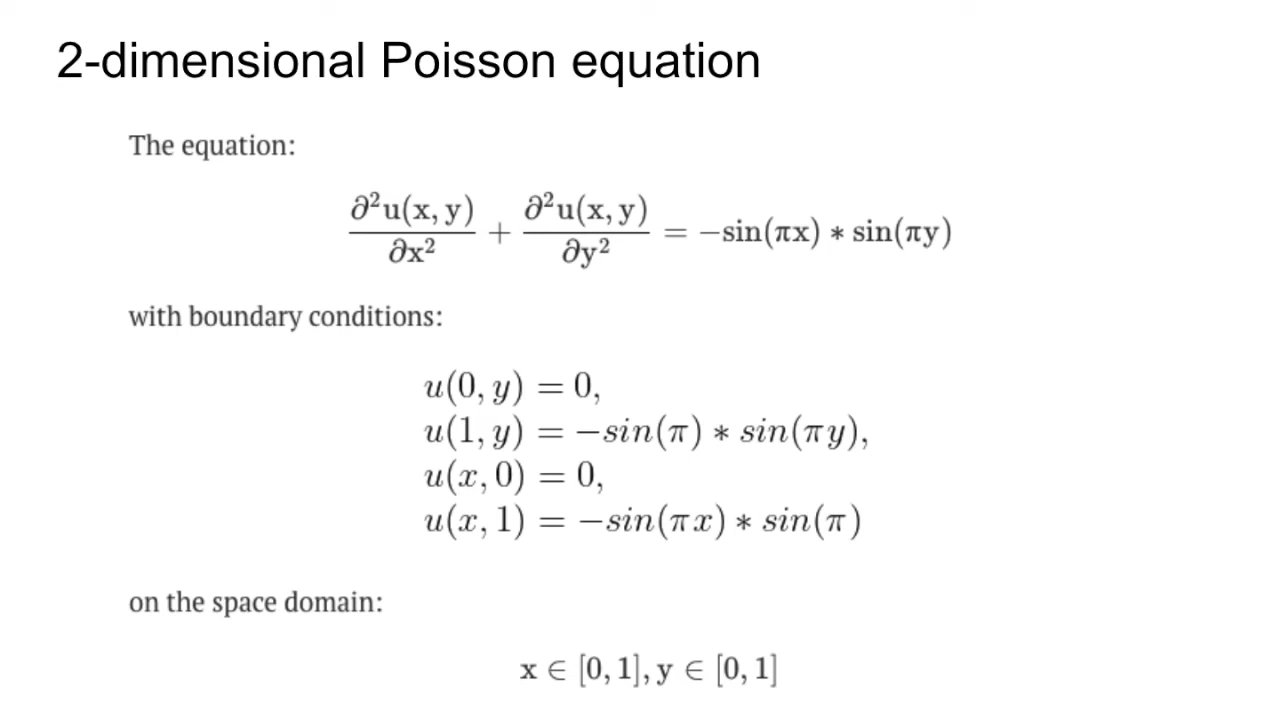 2-dimensional Poisson equation
The equation:
∂²u(x, y)/∂x² + ∂²u(x, y)/∂y² = −sin(πx) ∗ sin(πy)
with boundary conditions:
u(0, y) = 0,
u(1, y) = −sin(π) ∗ sin(πy),
u(x, 0) = 0,
u(x, 1) = −sin(πx) ∗ sin(π)
on the space domain:
x ∈ [0, 1], y ∈ [0, 1]